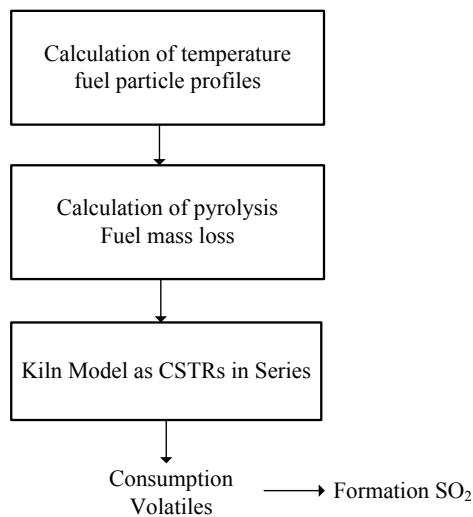 Calculation of temperature
fuel particle profiles
Calculation of pyrolysis
Fuel mass loss
Kiln Model as CSTRs in Series
Consumption
Volatiles
Formation SO₂